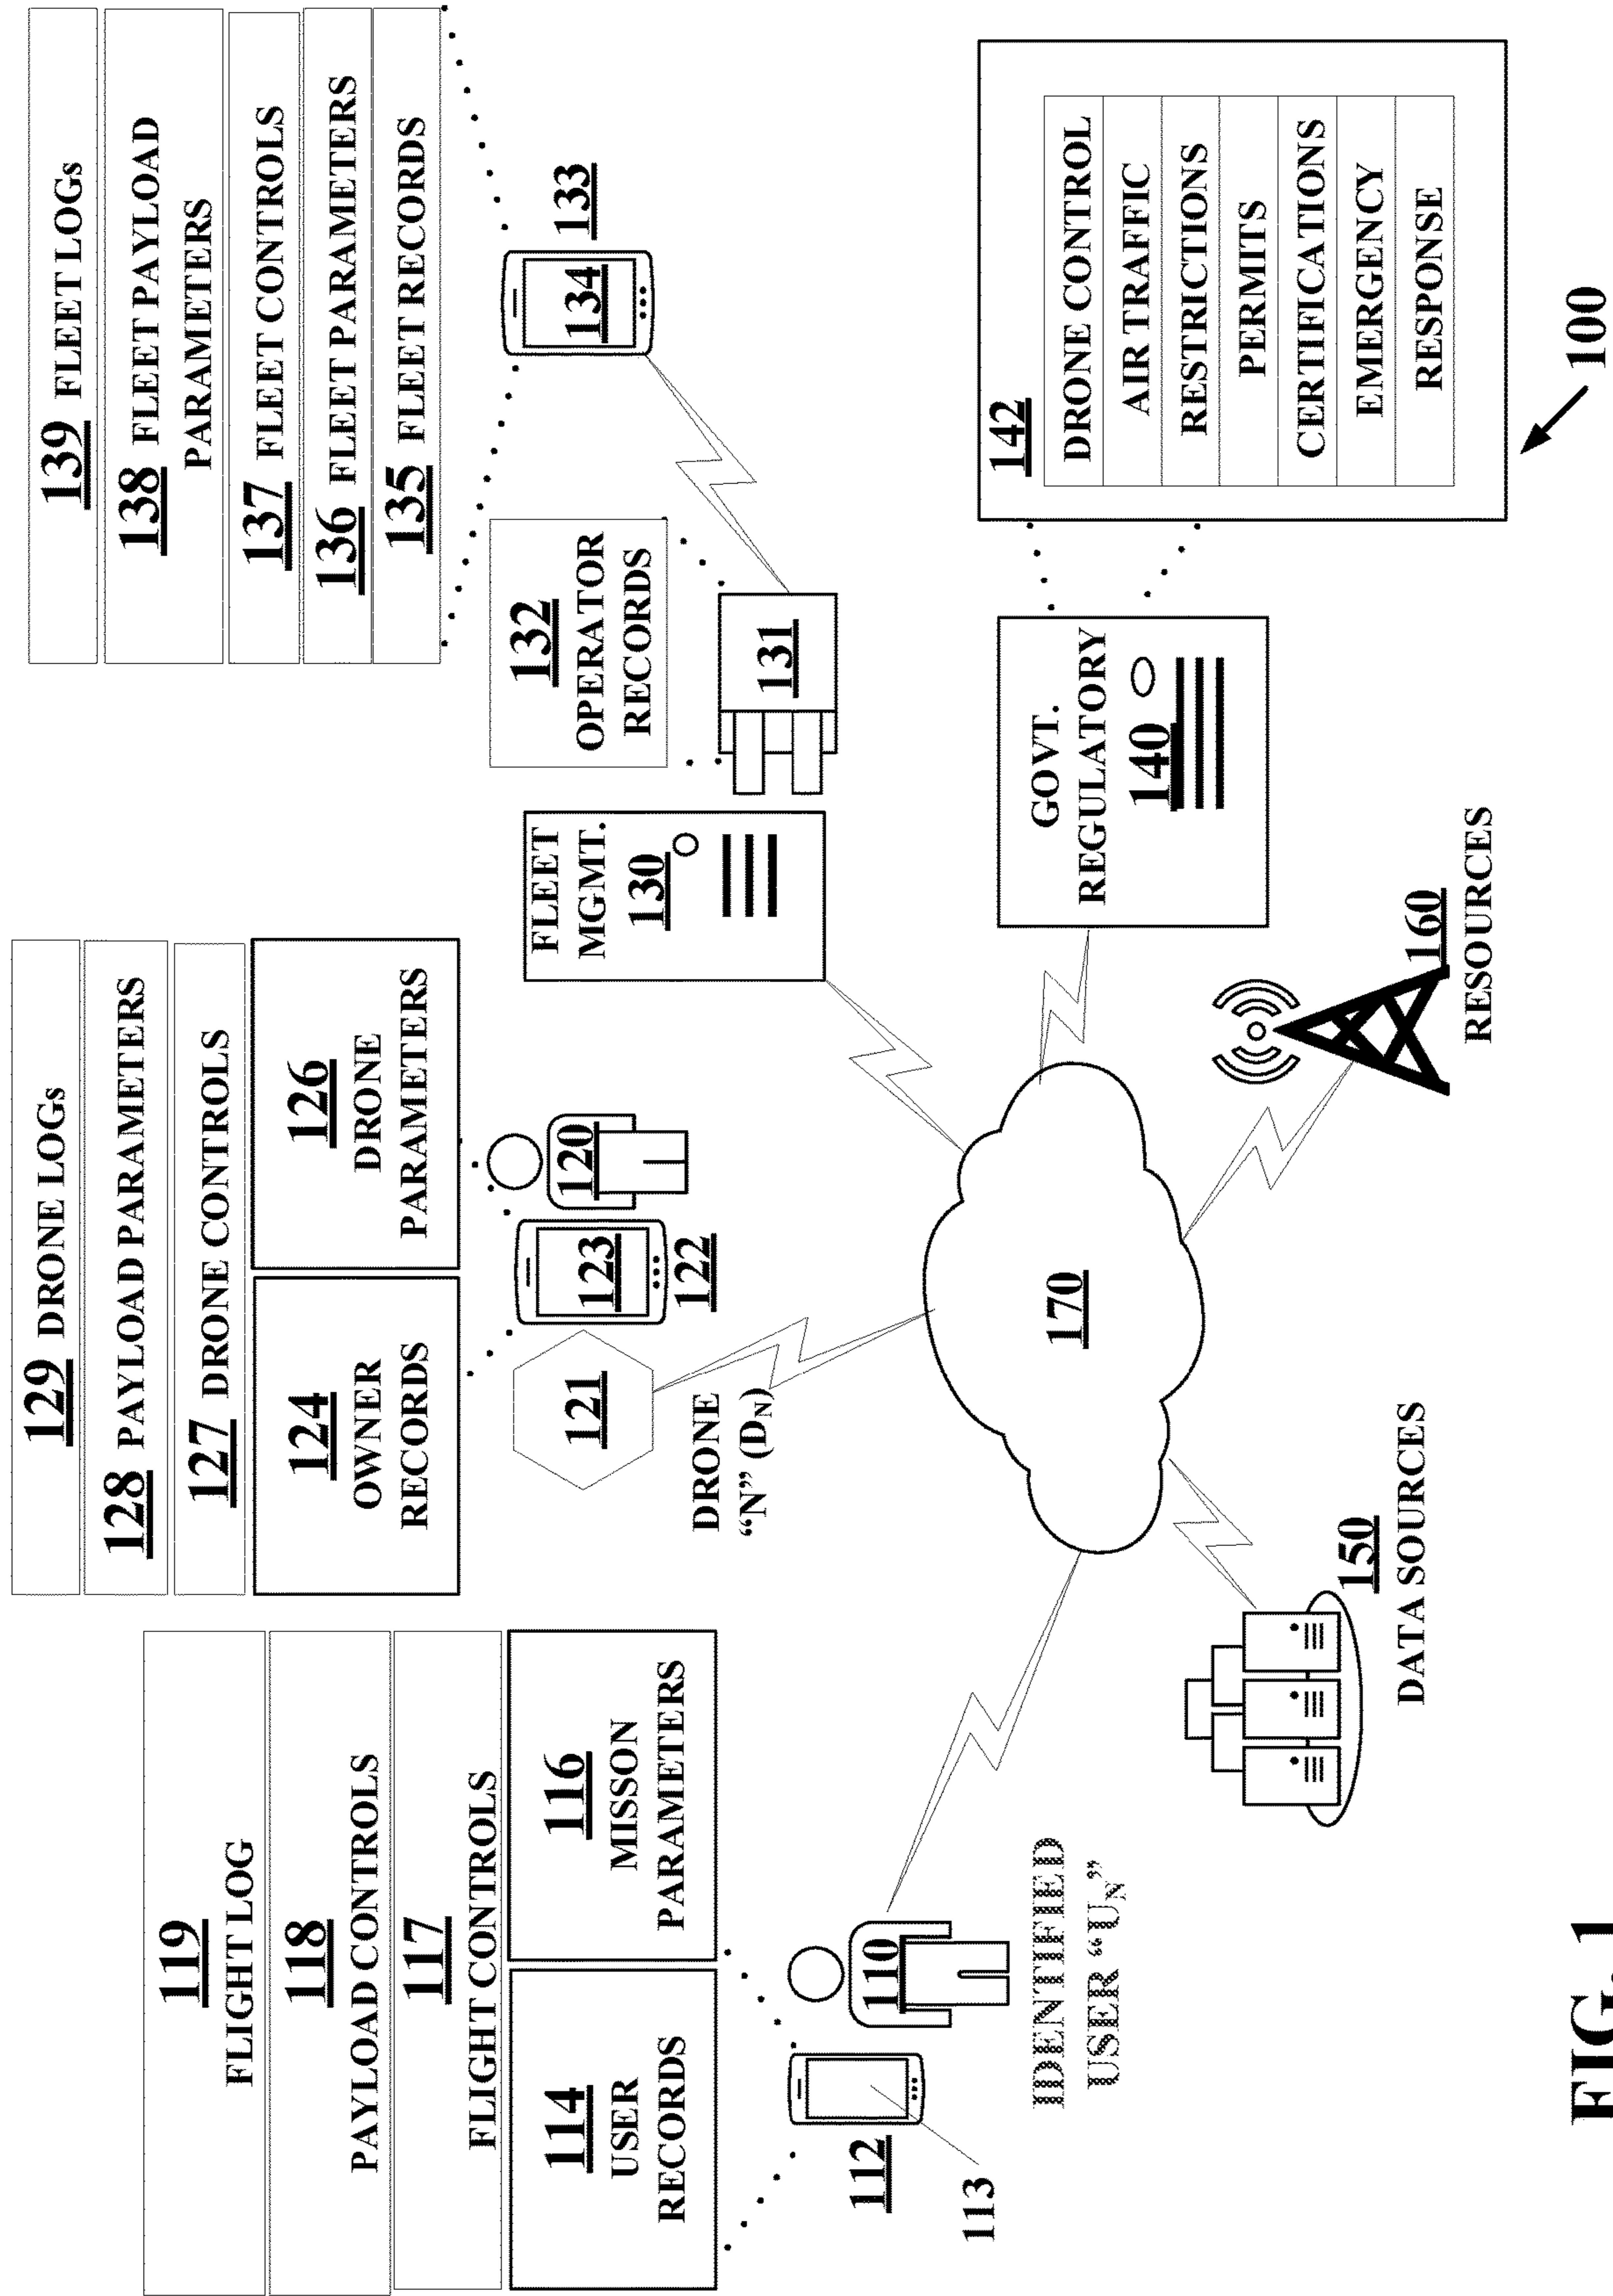 119
FLIGHT LOG
118
PAYLOAD CONTROLS
117
FLIGHT CONTROLS
114
USER
RECORDS
116
MISSON
PARAMETERS
112
113
110
IDENTIFIED
USER “UN”
129 DRONE LOGs
128 PAYLOAD PARAMETERS
127 DRONE CONTROLS
124
OWNER
RECORDS
126
DRONE
PARAMETERS
121
123
122
120
DRONE
“N” (DN)
139 FLEET LOGs
138 FLEET PAYLOAD
PARAMETERS
137 FLEET CONTROLS
136 FLEET PARAMETERS
135 FLEET RECORDS
134
133
132
OPERATOR
RECORDS
131
FLEET
MGMT.
130
GOVT.
REGULATORY
140
142
DRONE CONTROL
AIR TRAFFIC
RESTRICTIONS
PERMITS
CERTIFICATIONS
EMERGENCY
RESPONSE
170
150
DATA SOURCES
160
RESOURCES
100
FIG. 1